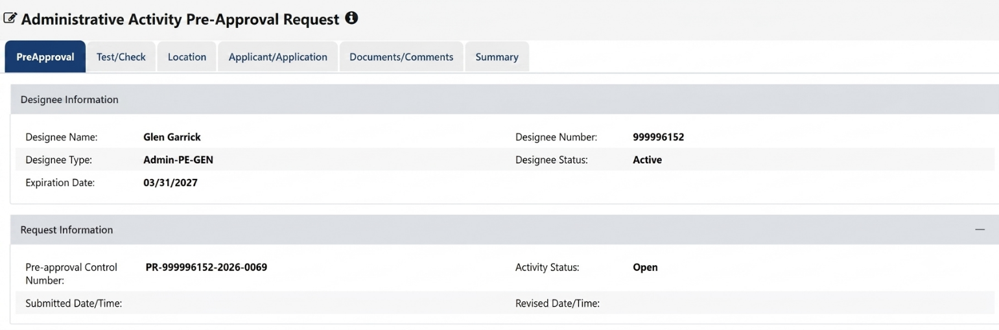 Administrative Activity Pre-Approval Request
PreApproval Test/Check Location Applicant/Application Documents/Comments Summary
Designee Information
Designee Name: Glen Garrick Designee Number: 999996152
Designee Type: Admin-PE-GEN Designee Status: Active
Expiration Date: 03/31/2027
Request Information
Pre-approval Control PR-999996152-2026-0069 Activity Status: Open
Number:
Submitted Date/Time: Revised Date/Time: